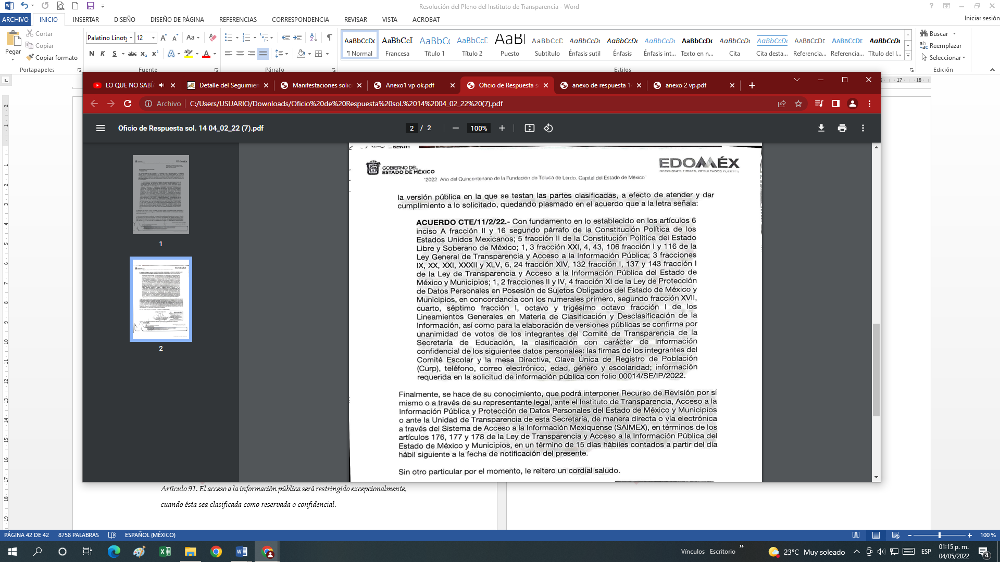 Resolución del Pleno del Instituto de Transparencia - Word
ARCHIVO INICIO INSERTAR DISEÑO DISEÑO DE PÁGINA REFERENCIAS CORRESPONDENCIA REVISAR VISTA ACROBAT Iniciar sesión
Pegar
Cortar
Copiar
Copiar formato
Portapapeles
Palatino Linoty 12
N K S abc x₂ x²
Fuente
Párrafo
AaBbCcDc AaBbCcI AaBbC AaBbCcD AaB AaBbCcD AaBbCcDc AaBbCcDc AaBbCcDc AaBbCcDc AaBbCcDc AaBbCcDc AABBCCDE AABBCCDE AaBbCcDc
¶ Normal Francesa Título 1 Título 2 Puesto Subtítulo Énfasis sutil Énfasis Énfasis int... Texto en n... Cita Cita desta... Referencia... Referencia... Título del l...
Estilos
Buscar
Reemplazar
Seleccionar
Edición
LO QUE NO SABÍA Detalle del Seguimien Manifestaciones solici Anexo1 vp ok.pdf Oficio de Respuesta s anexo de respuesta 14 anexo 2 vp.pdf
Archivo C:/Users/USUARIO/Downloads/Oficio%20de%20Respuesta%20sol.%2014%2004_02_22%20(7).pdf
Oficio de Respuesta sol. 14 04_02_22 (7).pdf 2 / 2 100%
1
2
GOBIERNO DEL
ESTADO DE MÉXICO
EDOMÉX
DECISIONES FIRMES, RESULTADOS FUERTES
"2022 Año del Quincentenario de la Fundación de Toluca de Lerdo, Capital del Estado de México"
la versión pública en la que se testan las partes clasificadas, a efecto de atender y dar
cumplimiento a lo solicitado, quedando plasmado en el acuerdo que a la letra señala:
ACUERDO CTE/11/2/22.- Con fundamento en lo establecido en los artículos 6
inciso A fracción II y 16 segundo párrafo de la Constitución Política de los
Estados Unidos Mexicanos; 5 fracción II de la Constitución Política del Estado
Libre y Soberano de México; 1, 3 fracción XXI, 4, 43, 106 fracción I y 116 de la
Ley General de Transparencia y Acceso a la Información Pública; 3 fracciones
IX, XX, XXI, XXXII y XLV, 6, 24 fracción XIV, 132 fracción I, 137 y 143 fracción I
de la Ley de Transparencia y Acceso a la Información Pública del Estado de
México y Municipios; 1, 2 fracciones II y IV, 4 fracción XI de la Ley de Protección
de Datos Personales en Posesión de Sujetos Obligados del Estado de México y
Municipios, en concordancia con los numerales primero, segundo fracción XVII,
cuarto, séptimo fracción I, octavo y trigésimo octavo fracción I de los
Lineamientos Generales en Materia de Clasificación y Desclasificación de la
Información, así como para la elaboración de versiones públicas se confirma por
unanimidad de votos de los integrantes del Comité de Transparencia de la
Secretaría de Educación, la clasificación con carácter de información
confidencial de los siguientes datos personales: las firmas de los integrantes del
Comité Escolar y la mesa Directiva, Clave Única de Registro de Población
(Curp), teléfono, correo electrónico, edad, género y escolaridad; información
requerida en la solicitud de información pública con folio 00014/SE/IP/2022.
Finalmente, se hace de su conocimiento, que podrá interponer Recurso de Revisión por sí
mismo o a través de su representante legal, ante el Instituto de Transparencia, Acceso a la
Información Pública y Protección de Datos Personales del Estado de México y Municipios
o ante la Unidad de Transparencia de esta Secretaría, de manera directa o vía electrónica
a través del Sistema de Acceso a la Información Mexiquense (SAIMEX), en términos de los
artículos 176, 177 y 178 de la Ley de Transparencia y Acceso a la Información Pública del
Estado de México y Municipios, en un término de 15 días hábiles contados a partir del día
hábil siguiente a la fecha de notificación del presente.
Sin otro particular por el momento, le reitero un cordial saludo.
Artículo 91. El acceso a la información pública será restringido excepcionalmente,
cuando ésta sea clasificada como reservada o confidencial.
PÁGINA 42 DE 42 8758 PALABRAS ESPAÑOL (MÉXICO) 100 %
Vínculos Escritorio 23°C Muy soleado ESP 01:15 p. m.
04/05/2022
4